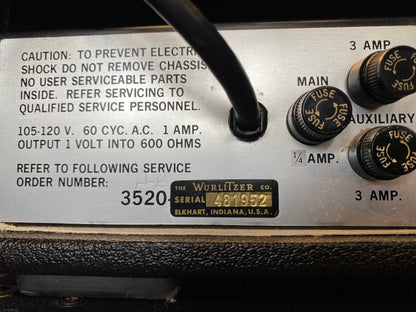 CAUTION: TO PREVENT ELECTRI
SHOCK DO NOT REMOVE CHASSIS
NO USER SERVICEABLE PARTS
INSIDE. REFER SERVICING TO
QUALIFIED SERVICE PERSONNEL.
105-120 V. 60 CYC. A.C. 1 AMP.
OUTPUT 1 VOLT INTO 600 OHMS
REFER TO FOLLOWING SERVICE
ORDER NUMBER:
3520-
THE WURLITZER CO.
SERIAL 481952
ELKHART, INDIANA, U.S.A.
MAIN
FUSE FUSE
1/4 AMP.
3 AMP.
FUSE FUSE
AUXILIARY
FUSE FUSE
3 AMP.